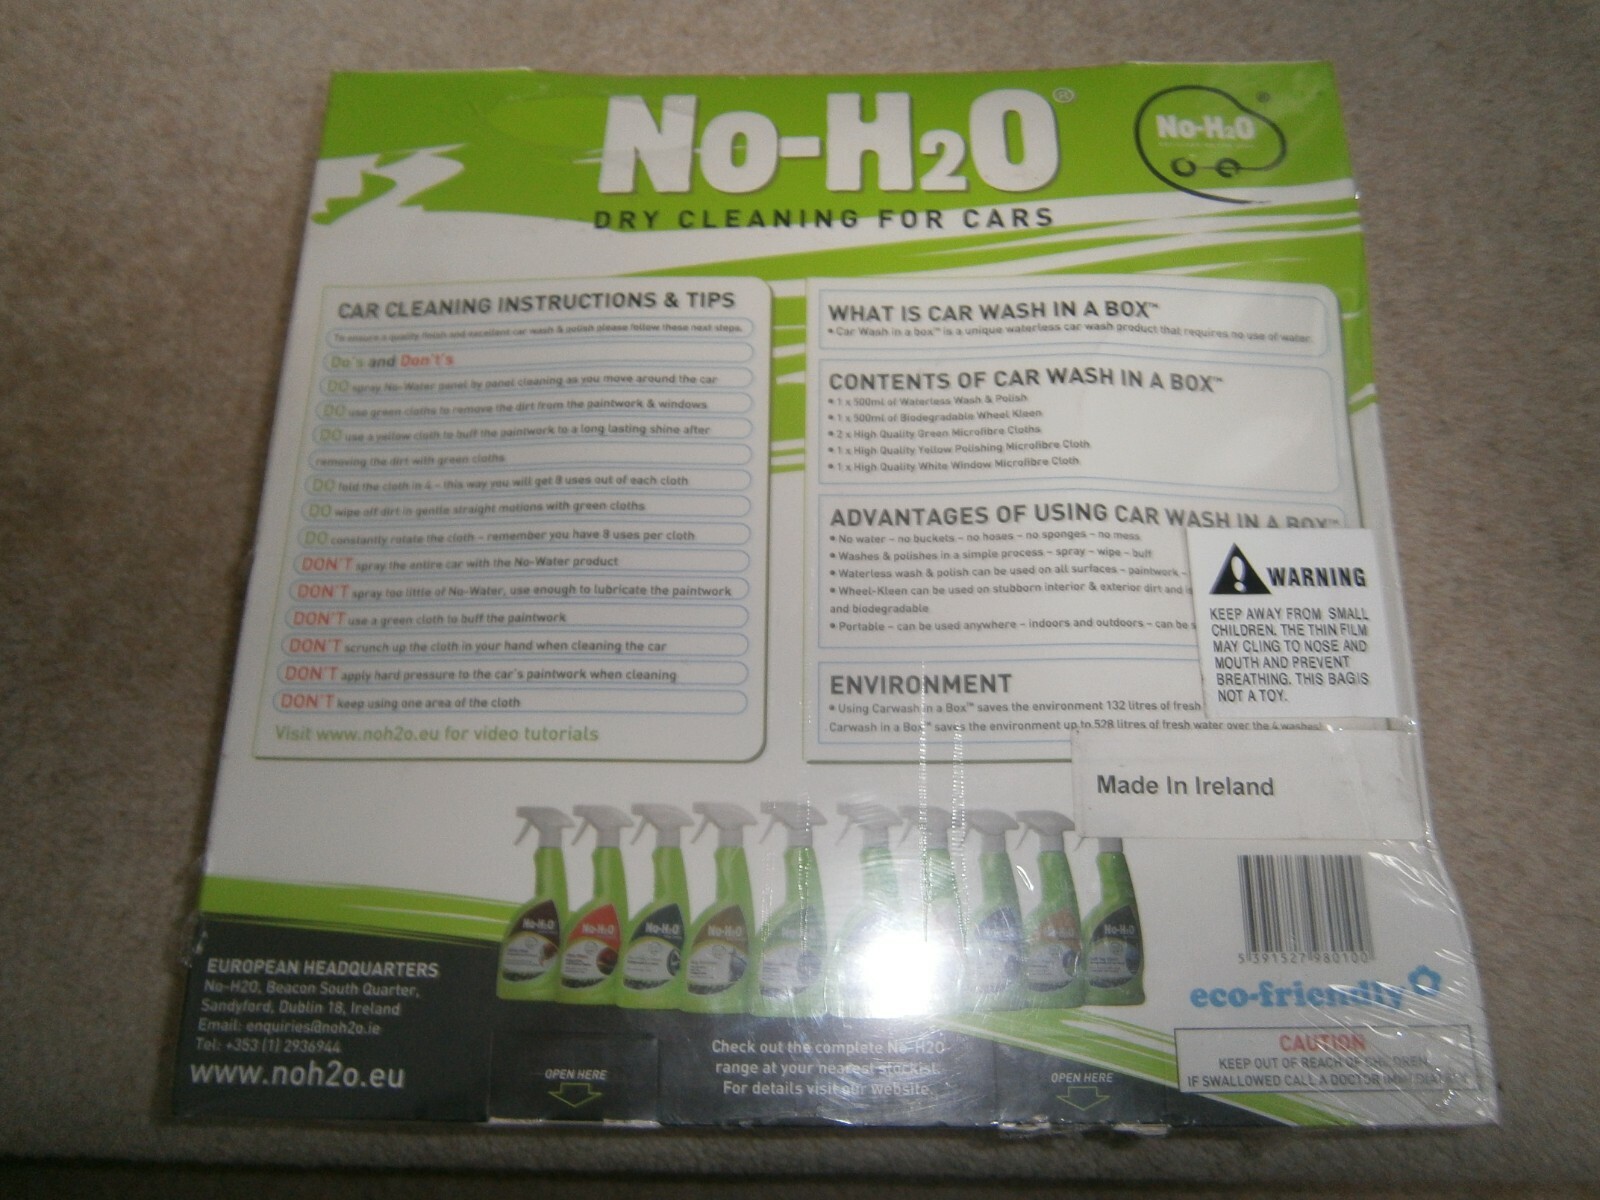 No-H2O®
DRY CLEANING FOR CARS
No-H2O
®
CAR CLEANING INSTRUCTIONS & TIPS
To ensure a quality finish and excellent car wash & polish please follow these next steps.
Do's and Don't's
DO spray No-Water panel by panel cleaning as you move around the car
DO use green cloths to remove the dirt from the paintwork & windows
DO use a yellow cloth to buff the paintwork to a long lasting shine after
removing the dirt with green cloths
DO fold the cloth in 4 - this way you will get 8 uses out of each cloth
DO wipe off dirt in gentle straight motions with green cloths
DO constantly rotate the cloth - remember you have 8 uses per cloth
DON'T spray the entire car with the No-Water product
DON'T spray too little of No-Water, use enough to lubricate the paintwork
DON'T use a green cloth to buff the paintwork
DON'T scrunch up the cloth in your hand when cleaning the car
DON'T apply hard pressure to the car's paintwork when cleaning
DON'T keep using one area of the cloth
Visit www.noh2o.eu for video tutorials
WHAT IS CAR WASH IN A BOX™
• Car Wash in a box™ is a unique waterless car wash product that requires no use of water.
CONTENTS OF CAR WASH IN A BOX™
• 1 x 500ml of Waterless Wash & Polish
• 1 x 500ml of Biodegradable Wheel Kleen
• 2 x High Quality Green Microfibre Cloths
• 1 x High Quality Yellow Polishing Microfibre Cloth
• 1 x High Quality White Window Microfibre Cloth
ADVANTAGES OF USING CAR WASH IN A BOX™
• No water - no buckets - no hoses - no sponges - no mess
• Washes & polishes in a simple process - spray - wipe - buff
• Waterless wash & polish can be used on all surfaces - paintwork -
• Wheel-Kleen can be used on stubborn interior & exterior dirt and is
and biodegradable
• Portable - can be used anywhere - indoors and outdoors - can be s
ENVIRONMENT
• Using Carwash in a Box™ saves the environment 132 litres of fresh
Carwash in a Box™ saves the environment up to 528 litres of fresh water over the 4 washes!
WARNING
KEEP AWAY FROM SMALL
CHILDREN. THE THIN FILM
MAY CLING TO NOSE AND
MOUTH AND PREVENT
BREATHING. THIS BAG IS
NOT A TOY.
Made In Ireland
No-H2O
No-H2O
No-H2O
No-H2O
No-H2O
No-H2O
5 391527 980100
eco-friendly
CAUTION
KEEP OUT OF REACH OF CHILDREN
IF SWALLOWED CALL A DOCTOR IMMEDIATELY
EUROPEAN HEADQUARTERS
No-H2O, Beacon South Quarter,
Sandyford, Dublin 18, Ireland
Email: enquiries@noh2o.ie
Tel: +353 (1) 2936944
www.noh2o.eu
OPEN HERE
Check out the complete No-H2O
range at your nearest stockist.
For details visit our website.
OPEN HERE